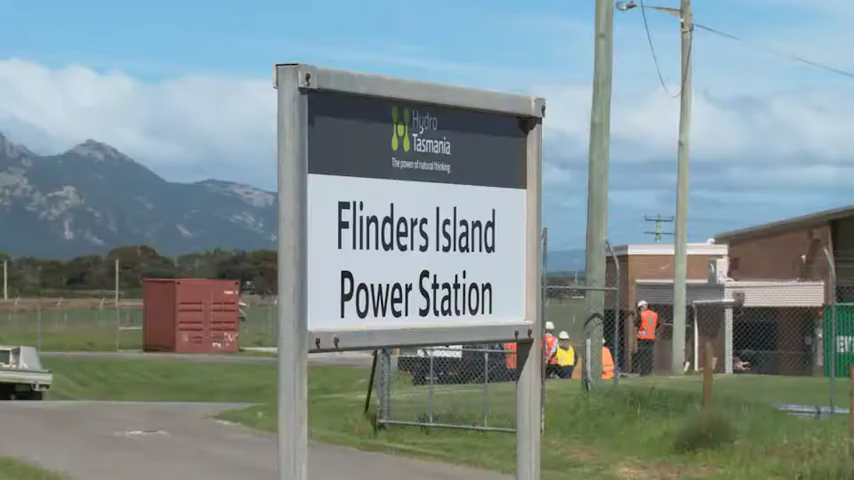 Hydro
Tasmania
The power of natural thinking
Flinders Island
Power Station